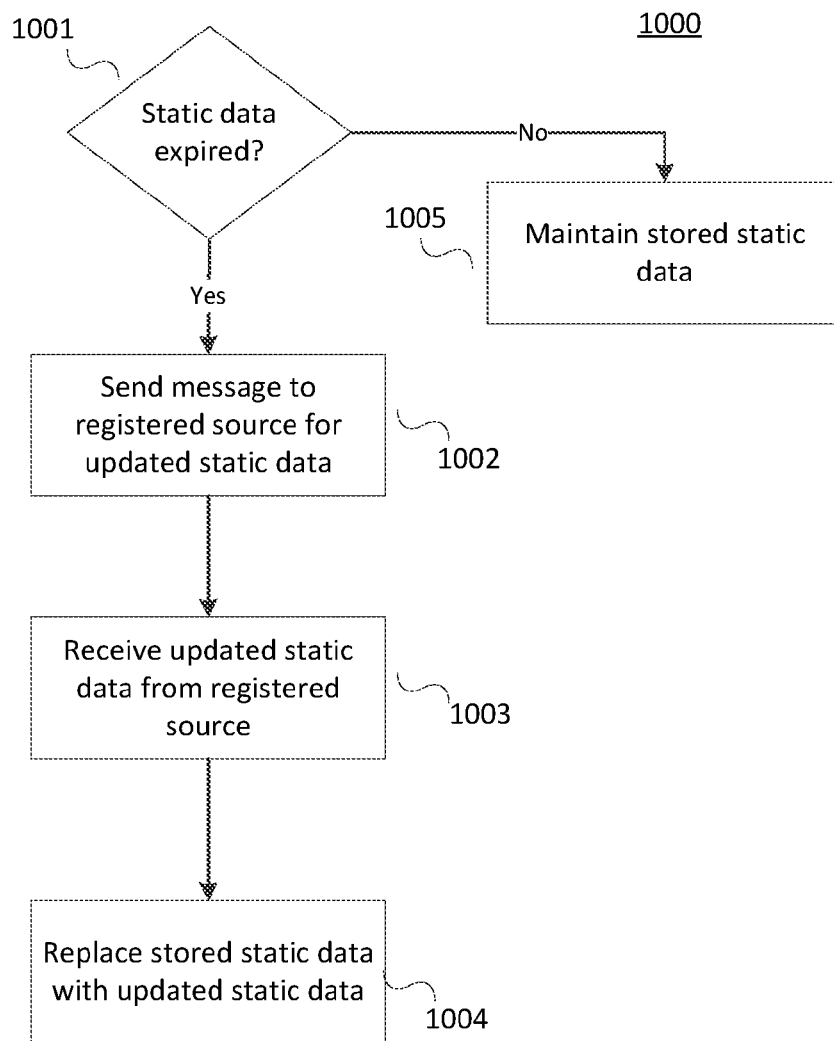 1000
1001
Static data
expired?
No
1005
Maintain stored static
data
Yes
Send message to
registered source for
updated static data
1002
Receive updated static
data from registered
source
1003
Replace stored static data
with updated static data
1004